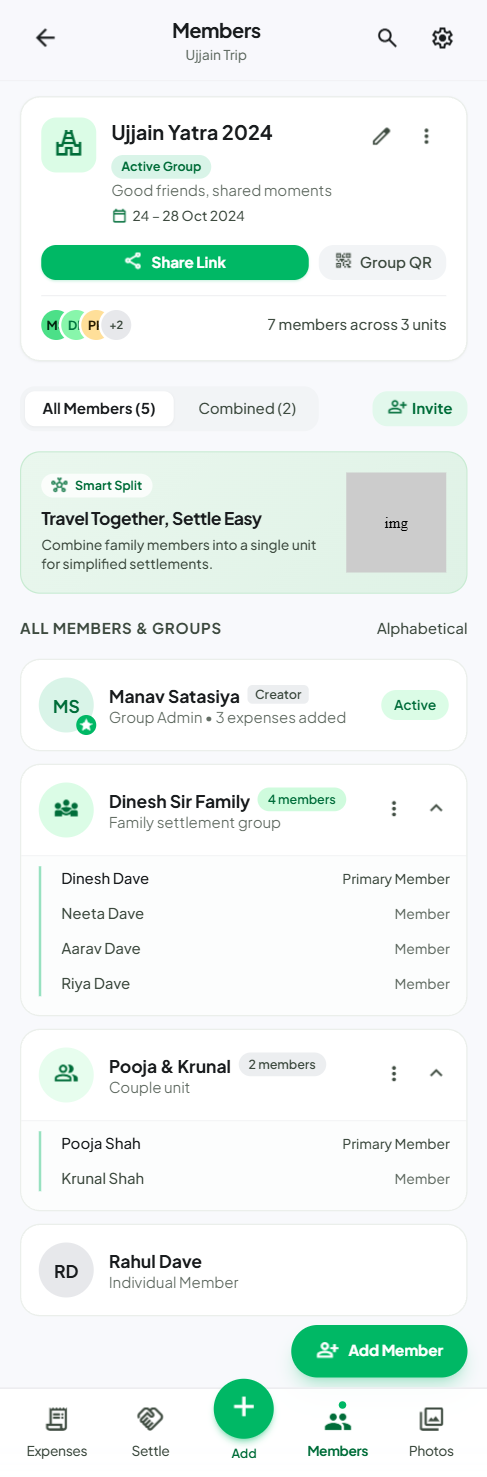 Members
Ujjain Trip
Ujjain Yatra 2024
Active Group
Good friends, shared moments
24 – 28 Oct 2024
Share Link
Group QR
M
+2
7 members across 3 units
All Members (5)
Combined (2)
Invite
Smart Split
Travel Together, Settle Easy
Combine family members into a single unit
for simplified settlements.
img
ALL MEMBERS & GROUPS
Alphabetical
MS
Manav Satasiya
Creator
Group Admin • 3 expenses added
Active
Dinesh Sir Family
4 members
Family settlement group
Dinesh Dave
Primary Member
Neeta Dave
Member
Aarav Dave
Member
Riya Dave
Member
Pooja & Krunal
2 members
Couple unit
Pooja Shah
Primary Member
Krunal Shah
Member
RD
Rahul Dave
Individual Member
Add Member
Expenses
Settle
Add
Members
Photos